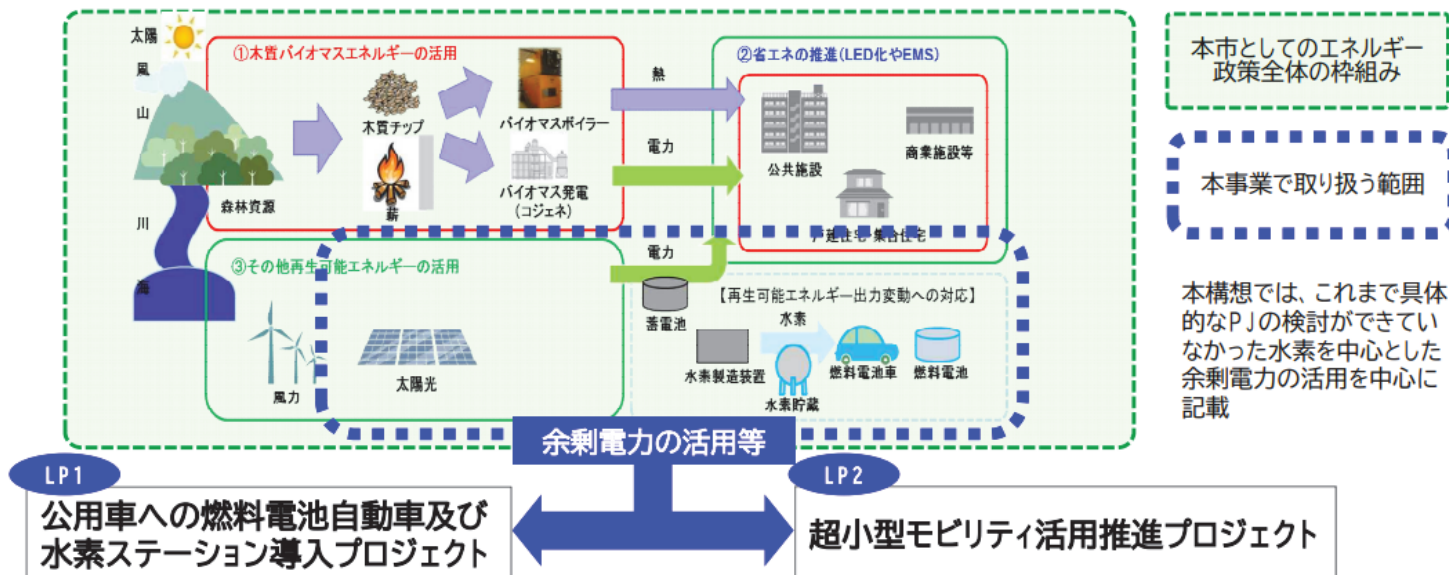 太陽
風
山
川
海
森林資源
①木質バイオマスエネルギーの活用
木質チップ
薪
バイオマスボイラー
バイオマス発電
(コジェネ)
熱
電力
②省エネの推進(LED化やEMS)
公共施設
商業施設等
戸建住宅・集合住宅
③その他再生可能エネルギーの活用
風力
太陽光
電力
蓄電池
【再生可能エネルギー出力変動への対応】
水素
水素製造装置
水素貯蔵
燃料電池車
燃料電池
本市としてのエネルギー
政策全体の枠組み
本事業で取り扱う範囲
本構想では、これまで具体
的なPJの検討ができてい
なかった水素を中心とした
余剰電力の活用を中心に
記載
余剰電力の活用等
LP1
公用車への燃料電池自動車及び
水素ステーション導入プロジェクト
LP2
超小型モビリティ活用推進プロジェクト